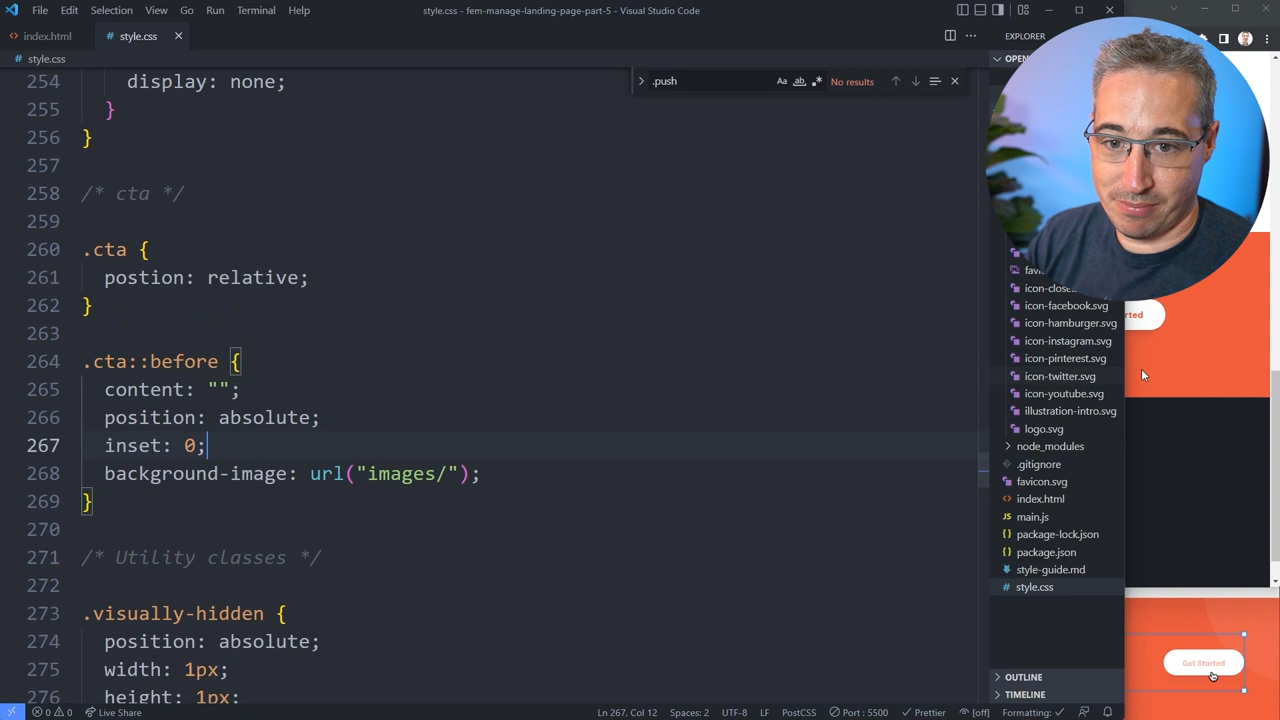 File Edit Selection View Go Run Terminal Help
style.css - fem-manage-landing-page-part-5 - Visual Studio Code
index.html
style.css
EXPLORER
style.css
OPEN
.push
Aa
ab
No results
254 display: none;
255 }
256 }
257
258 /* cta */
259
260 .cta {
261 postion: relative;
262 }
263
264 .cta::before {
265 content: "";
266 position: absolute;
267 inset: 0;
268 background-image: url("images/");
269 }
270
271 /* Utility classes */
272
273 .visually-hidden {
274 position: absolute;
275 width: 1px;
276 height: 1px;
icon-facebook.svg
icon-hamburger.svg
icon-instagram.svg
icon-pinterest.svg
icon-twitter.svg
icon-youtube.svg
illustration-intro.svg
logo.svg
node_modules
.gitignore
favicon.svg
index.html
main.js
package-lock.json
package.json
style-guide.md
style.css
OUTLINE
TIMELINE
Get Started
0 0 Live Share
Ln 267, Col 12 Spaces: 2 UTF-8 LF PostCSS Port : 5500 Prettier [off] Formatting: